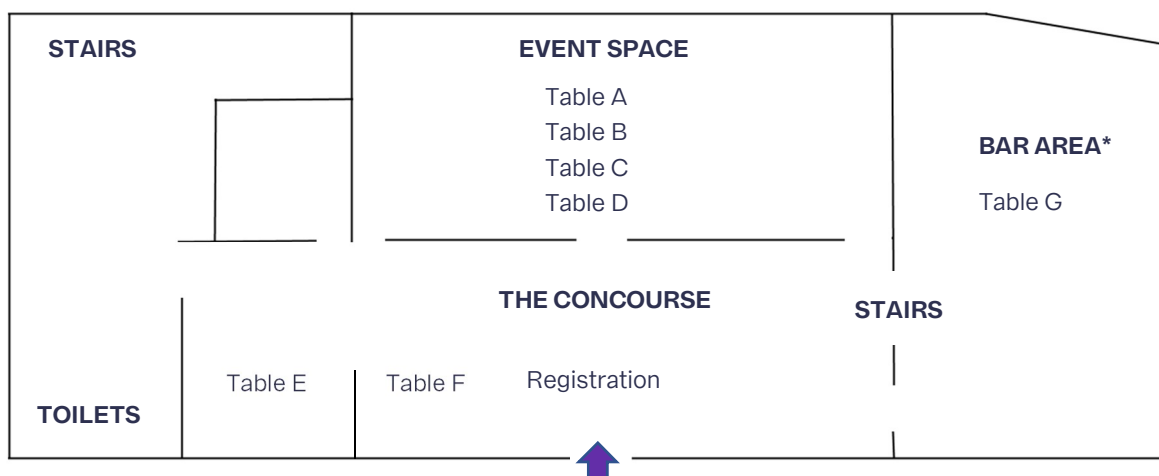 STAIRS
EVENT SPACE
Table A
Table B
Table C
Table D
BAR AREA*
Table G
THE CONCOURSE
STAIRS
Table E
Table F
Registration
TOILETS